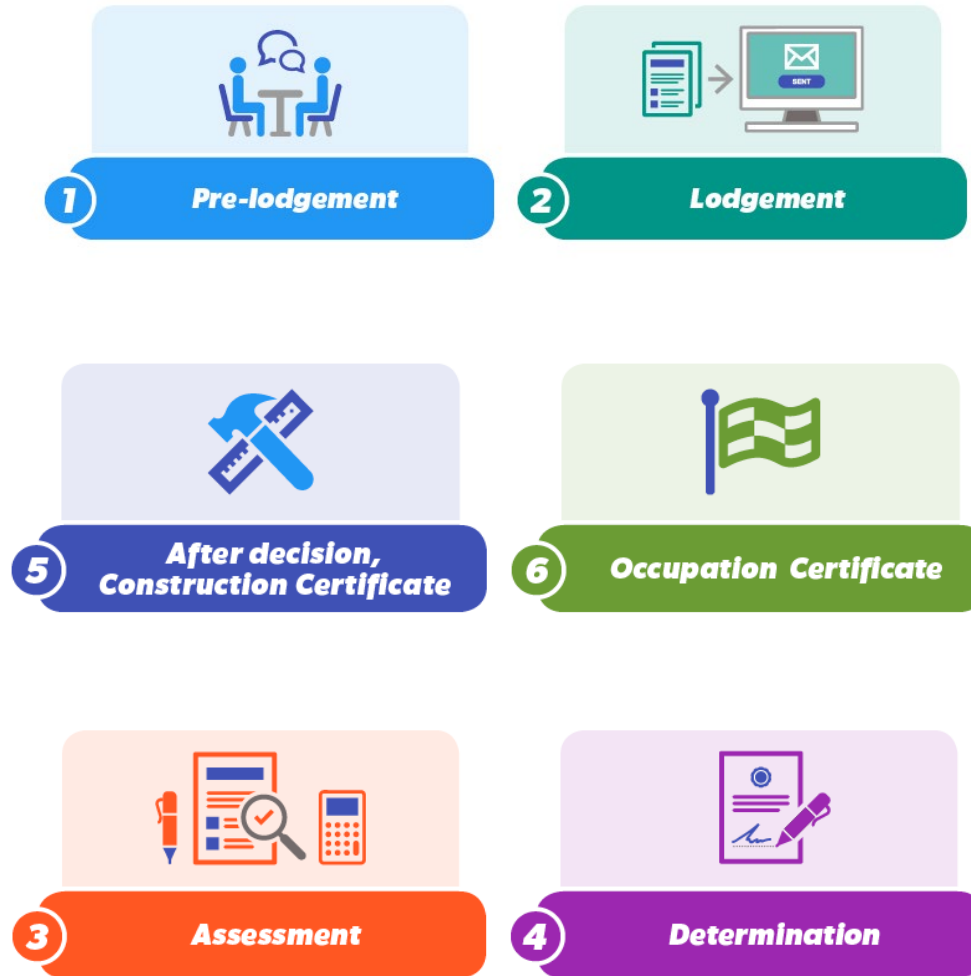 SENT
1 Pre-lodgement
2 Lodgement
5 After decision,
Construction Certificate
6 Occupation Certificate
3 Assessment
4 Determination